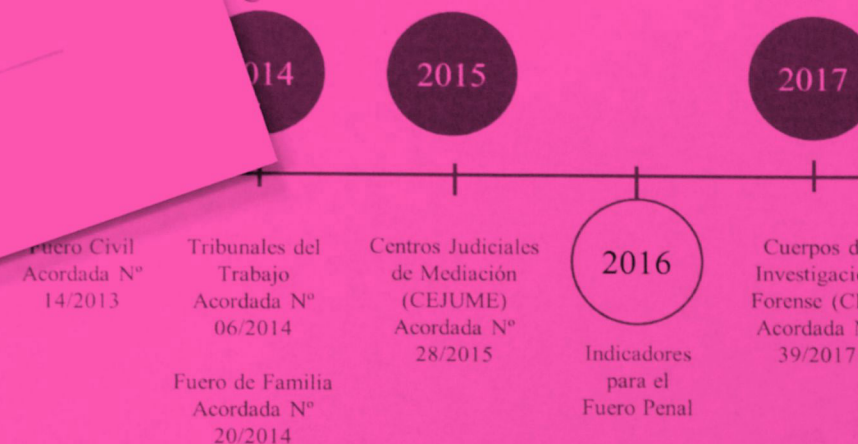 2015
2017
Fuero Civil
Acordada Nº
14/2013
Tribunales del
Trabajo
Acordada Nº
06/2014
Fuero de Familia
Acordada Nº
20/2014
Centros Judiciales
de Mediación
(CEJUME)
Acordada Nº
28/2015
2016
Indicadores
para el
Fuero Penal
Cuerpos
Forense
Acordada
39/2017